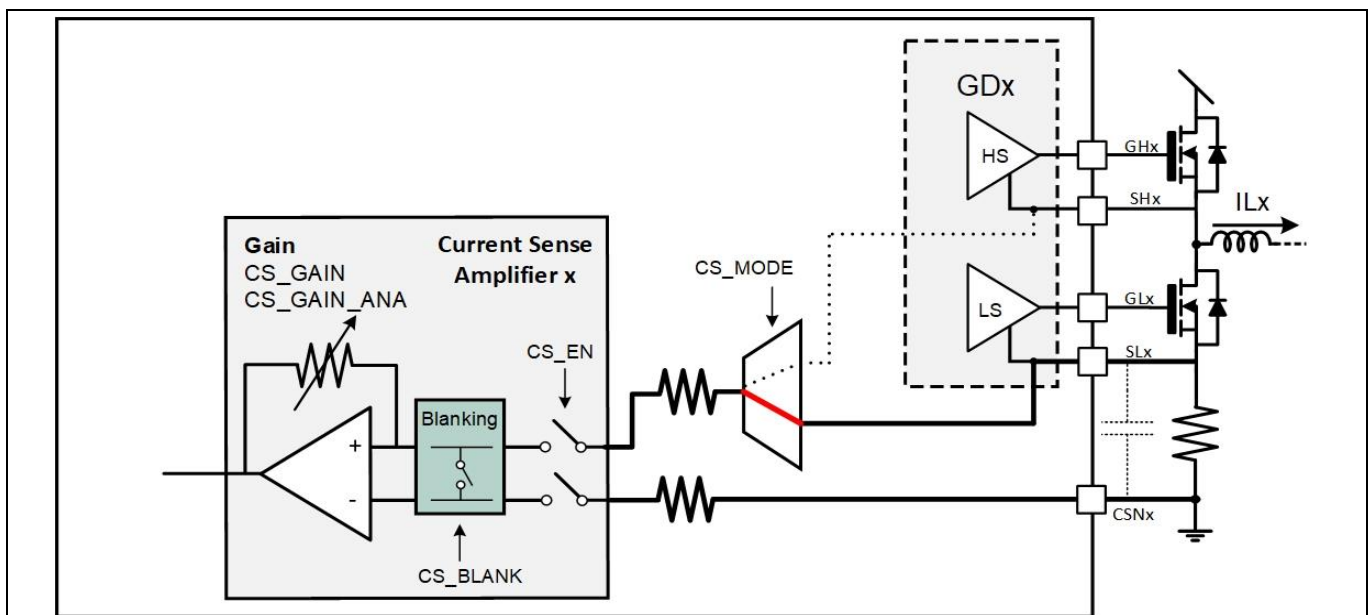 GDx
HS
GHx
SHx
ILx
Gain
CS_GAIN
CS_GAIN_ANA
Current Sense
Amplifier x
CS_MODE
LS
GLx
SLx
CS_EN
Blanking
+
-
CS_BLANK
CSNx